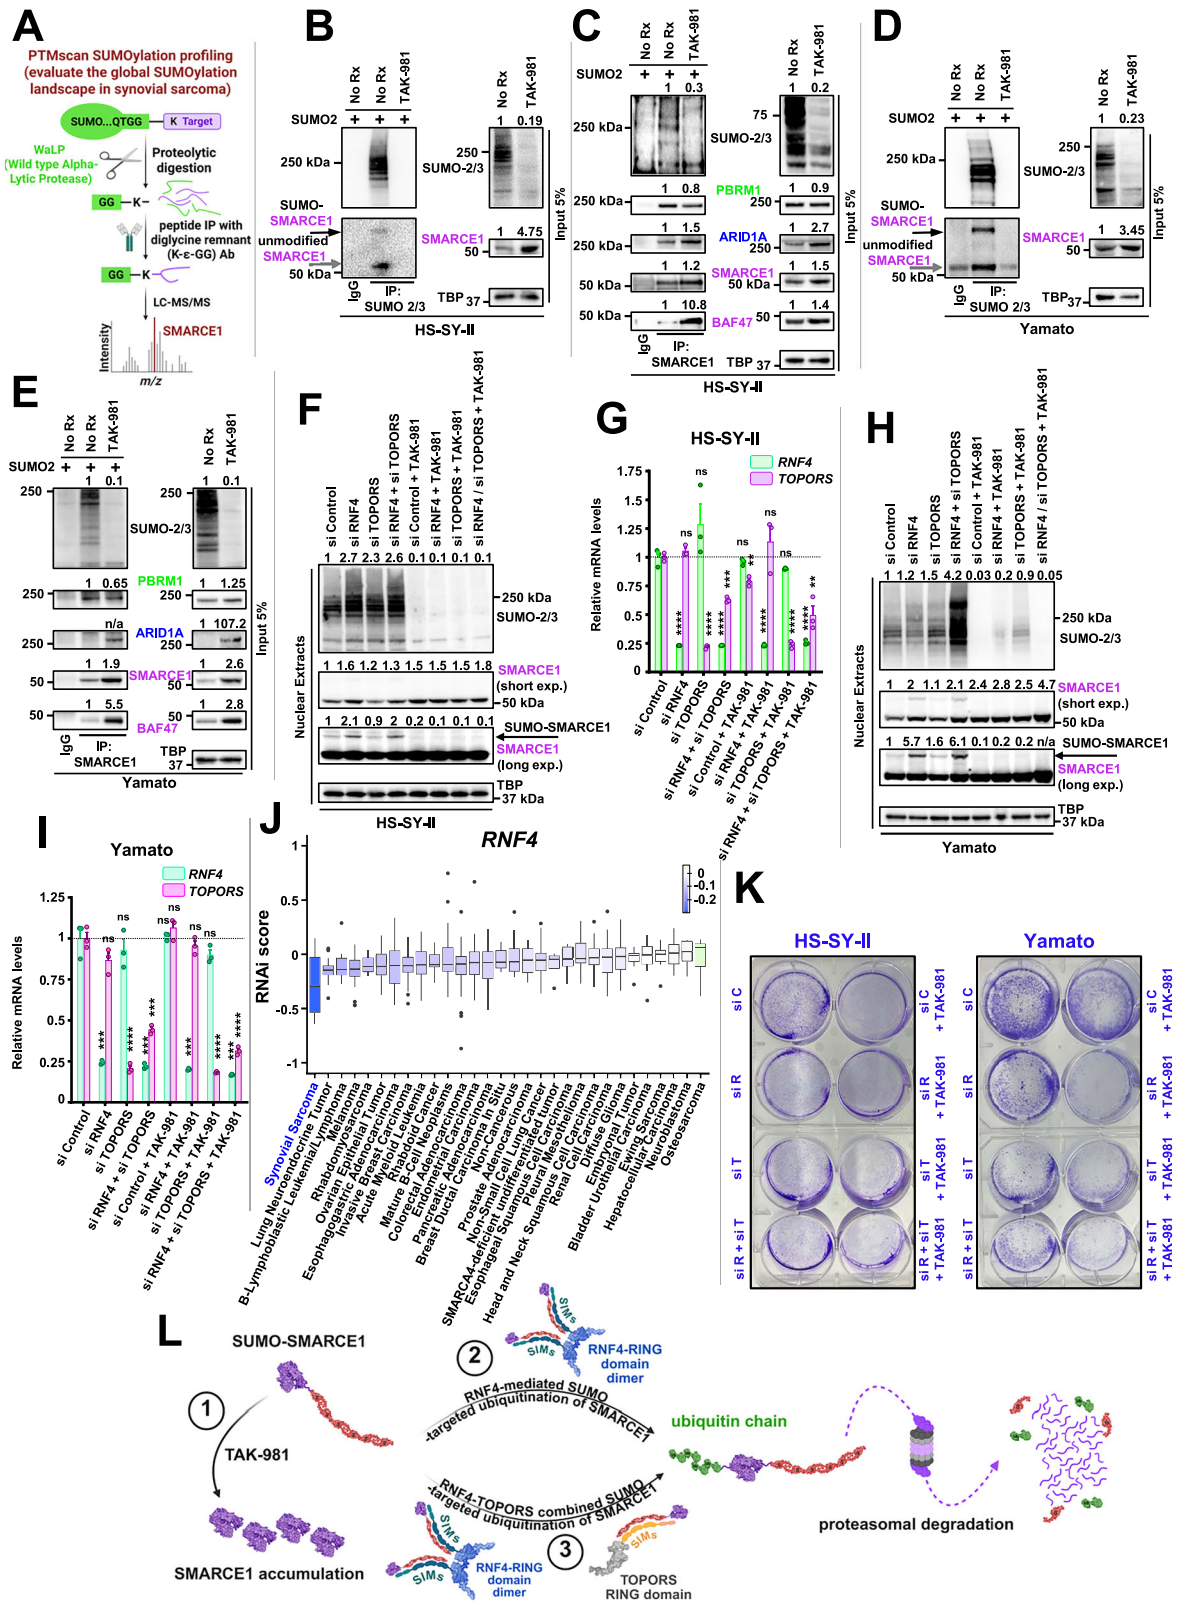 A
PTMscan SUMOylation profiling
(evaluate the global SUMOylation
landscape in synovial sarcoma)
SUMO...QTGG
K Target
WaLP
(Wild type Alpha-
Lytic Protease)
Proteolytic
digestion
GG
K
peptide IP with
diglycine remnant
(K-ε-GG) Ab
GG
K
LC-MS/MS
SMARCE1
Intensity
m/z
B
No Rx
No Rx
TAK-981
SUMO2 + + +
250 kDa
SUMO-
SMARCE1
unmodified
SMARCE1
50 kDa
IgG
IP:
SUMO 2/3
No Rx
TAK-981
1 0.19
250
SUMO-2/3
1 4.75
SMARCE1
50
TBP 37
Input 5%
HS-SY-II
C
No Rx
No Rx
TAK-981
SUMO2 + + +
1 0.3
250 kDa
1 0.8
250 kDa
1 1.5
250 kDa
1 1.2
50 kDa
1 10.8
50 kDa
IgG
IP:
SMARCE1
No Rx
TAK-981
1 0.2
75
SUMO-2/3
PBRM1
1 0.9
250
ARID1A
1 2.7
250
SMARCE1
1 1.5
50
BAF47
1 1.4
50
TBP 37
Input 5%
HS-SY-II
D
No Rx
No Rx
TAK-981
SUMO2 + + +
250 kDa
SUMO-
SMARCE1
unmodified
SMARCE1
50 kDa
IgG
IP:
SUMO 2/3
No Rx
TAK-981
1 0.23
250
SUMO-2/3
1 3.45
SMARCE1
50
TBP 37
Input 5%
Yamato
E
No Rx
No Rx
TAK-981
SUMO2 + + +
1 0.1
250
1 0.65
250
n/a
250
1 1.9
50
1 5.5
50
IgG
IP:
SMARCE1
No Rx
TAK-981
1 0.1
250
SUMO-2/3
PBRM1
1 1.25
250
ARID1A
1 107.2
250
SMARCE1
1 2.6
50
BAF47
1 2.8
50
TBP
37
Input 5%
Yamato
F
si Control
si RNF4
si TOPORS
si RNF4 + si TOPORS
si Control + TAK-981
si RNF4 + TAK-981
si TOPORS + TAK-981
si RNF4 / si TOPORS + TAK-981
1 2.7 2.3 2.6 0.1 0.1 0.1 0.1
250 kDa
SUMO-2/3
1 1.6 1.2 1.3 1.5 1.5 1.5 1.8
SMARCE1
(short exp.)
50 kDa
1 2.1 0.9 2 0.2 0.1 0.1 0.1
SUMO-SMARCE1
SMARCE1
(long exp.)
TBP
37 kDa
Nuclear Extracts
HS-SY-II
G
HS-SY-II
RNF4
TOPORS
Relative mRNA levels
1.75
1.5
1.25
1
0.75
0.5
0.25
0
ns
ns
ns
ns
ns
****
****
****
***
**
****
****
****
**
si Control
si RNF4
si TOPORS
si RNF4 + si TOPORS
si Control + TAK-981
si RNF4 + TAK-981
si TOPORS + TAK-981
si RNF4 + si TOPORS + TAK-981
H
si Control
si RNF4
si TOPORS
si RNF4 + si TOPORS
si Control + TAK-981
si RNF4 + TAK-981
si TOPORS + TAK-981
si RNF4 / si TOPORS + TAK-981
1 1.2 1.5 4.2 0.03 0.2 0.9 0.05
250 kDa
SUMO-2/3
1 2 1.1 2.1 2.4 2.8 2.5 4.7
SMARCE1
(short exp.)
50 kDa
1 5.7 1.6 6.1 0.1 0.2 0.2 n/a
SUMO-SMARCE1
SMARCE1
(long exp.)
TBP
37 kDa
Nuclear Extracts
Yamato
I
Yamato
RNF4
TOPORS
Relative mRNA levels
1.25
1
0.75
0.5
0.25
0
ns
ns
ns
ns
ns
ns
***
****
***
***
***
****
***
****
si Control
si RNF4
si TOPORS
si RNF4 + si TOPORS
si Control + TAK-981
si RNF4 + TAK-981
si TOPORS + TAK-981
si RNF4 + si TOPORS + TAK-981
J
RNF4
RNAi score
1
0.5
0
-0.5
-1
0
-0.1
-0.2
Synovial Sarcoma
Lung Neuroendocrine Tumor
B-Lymphoblastic Leukemia/Lymphoma
Melanoma
Rhabdomyosarcoma
Epithelial Tumor
Ovarian Adenocarcinoma
Esophagogastric Adenocarcinoma
Invasive Breast Carcinoma
Acute Myeloid Leukemia
Rhabdoid Cancer
Mature B-Cell Neoplasms
Colorectal Adenocarcinoma
Endometrial Carcinoma
Pancreatic Adenocarcinoma
Breast Ductal Carcinoma In Situ
Non-Cancerous
Prostate Adenocarcinoma
Non-Small Cell Lung Cancer
SMARCA4-deficient undifferentiated tumor
Esophageal Squamous Cell Carcinoma
Pleural Mesothelioma
Head and Neck Squamous Cell Carcinoma
Renal Cell Carcinoma
Diffuse Glioma
Embryonal Tumor
Bladder Urothelial Carcinoma
Ewing Sarcoma
Hepatocellular Carcinoma
Neuroblastoma
Osteosarcoma
K
HS-SY-II
Yamato
si C
si R
si T
si R + si T
si C
+ TAK-981
si R
+ TAK-981
si T
+ TAK-981
si R + si T
+ TAK-981
si C
si R
si T
si R + si T
si C
+ TAK-981
si R
+ TAK-981
si T
+ TAK-981
si R + si T
+ TAK-981
L
SUMO-SMARCE1
1
TAK-981
SMARCE1 accumulation
2
SIMs
SIMs
RNF4-RING
domain
dimer
RNF4-mediated SUMO
-targeted ubiquitination of SMARCE1
RNF4-TOPORS combined SUMO
-targeted ubiquitination of SMARCE1
SIMs
SIMs
RNF4-RING
domain
dimer
3
SIMs
TOPORS
RING domain
ubiquitin chain
proteasomal degradation